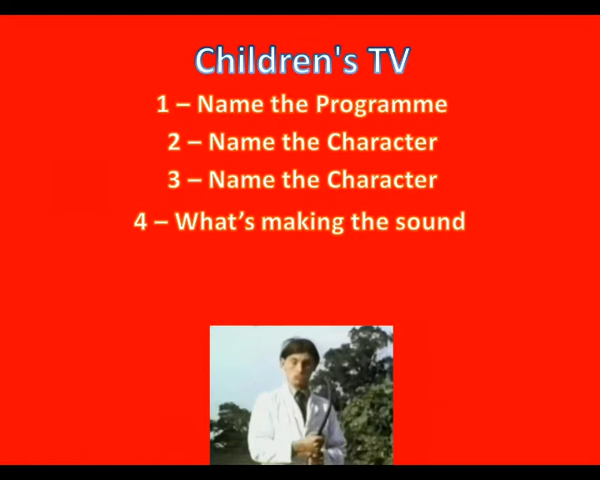 Children's TV
1 – Name the Programme
2 – Name the Character
3 – Name the Character
4 – What’s making the sound